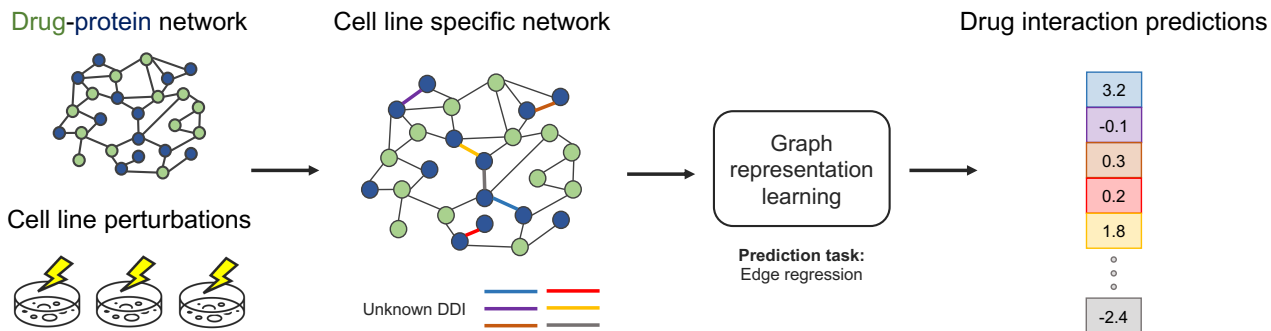 Drug-protein network
Cell line perturbations
Cell line specific network
Unknown DDI
Graph
representation
learning
Prediction task:
Edge regression
Drug interaction predictions
3.2
-0.1
0.3
0.2
1.8
-2.4